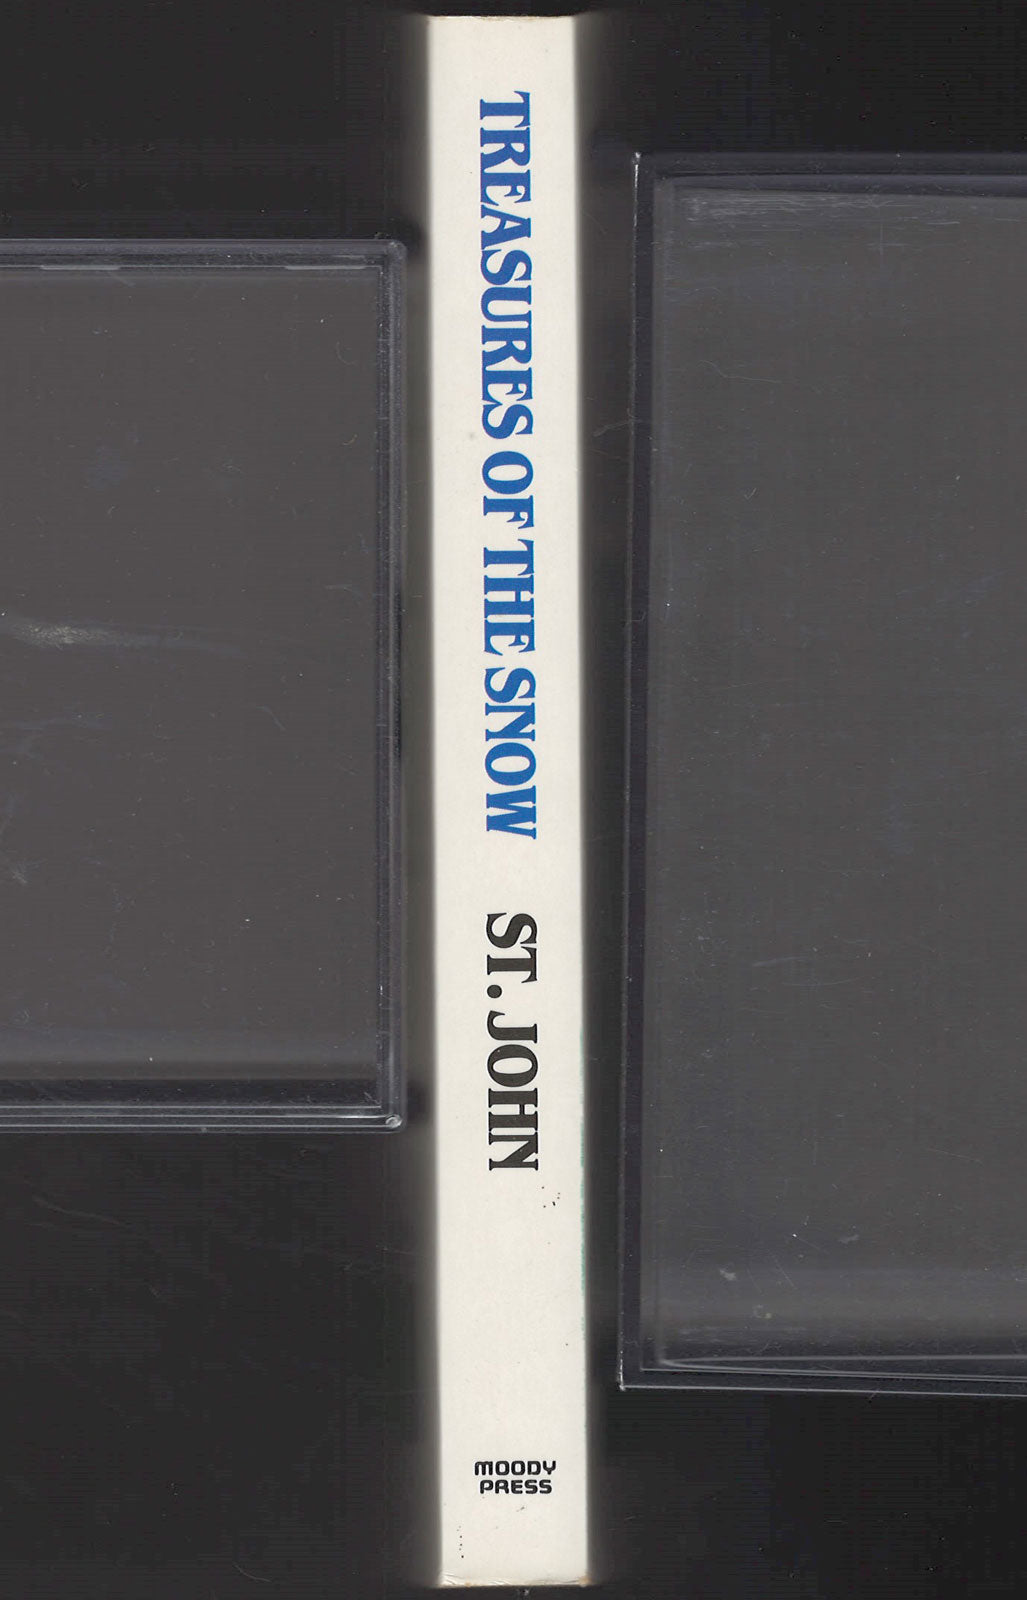 TREASURES OF THE SNOW ST. JOHN
MOODY
PRESS